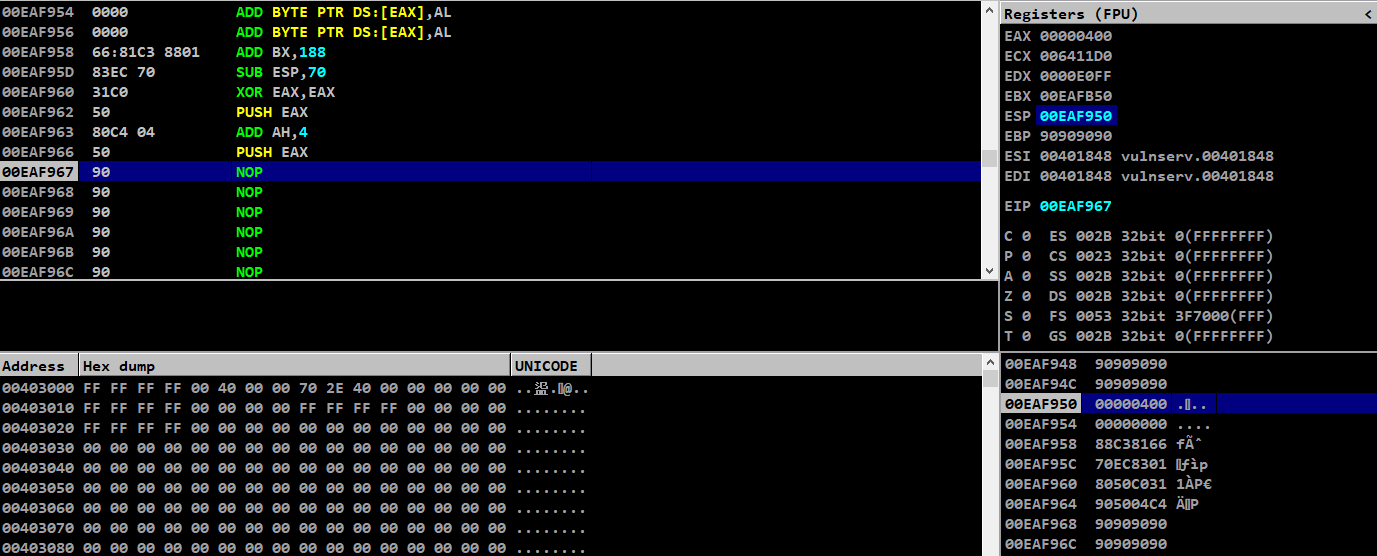 00EAF954 0000 ADD BYTE PTR DS:[EAX],AL
00EAF956 0000 ADD BYTE PTR DS:[EAX],AL
00EAF958 66:81C3 8801 ADD BX,188
00EAF95D 83EC 70 SUB ESP,70
00EAF960 31C0 XOR EAX,EAX
00EAF962 50 PUSH EAX
00EAF963 80C4 04 ADD AH,4
00EAF966 50 PUSH EAX
00EAF967 90 NOP
00EAF968 90 NOP
00EAF969 90 NOP
00EAF96A 90 NOP
00EAF96B 90 NOP
00EAF96C 90 NOP
Registers (FPU) <
EAX 00000400
ECX 006411D0
EDX 0000E0FF
EBX 00EAFB50
ESP 00EAF950
EBP 90909090
ESI 00401848 vulnserv.00401848
EDI 00401848 vulnserv.00401848
EIP 00EAF967
C 0 ES 002B 32bit 0(FFFFFFFF)
P 0 CS 0023 32bit 0(FFFFFFFF)
A 0 SS 002B 32bit 0(FFFFFFFF)
Z 0 DS 002B 32bit 0(FFFFFFFF)
S 0 FS 0053 32bit 3F7000(FFF)
T 0 GS 002B 32bit 0(FFFFFFFF)
Address Hex dump UNICODE
00403000 FF FF FF FF 00 40 00 00 70 2E 40 00 00 00 00 00
00403010 FF FF FF FF 00 00 00 00 FF FF FF FF 00 00 00 00 ........
00403020 FF FF FF FF 00 00 00 00 00 00 00 00 00 00 00 00 ........
00403030 00 00 00 00 00 00 00 00 00 00 00 00 00 00 00 00 ........
00403040 00 00 00 00 00 00 00 00 00 00 00 00 00 00 00 00 ........
00403050 00 00 00 00 00 00 00 00 00 00 00 00 00 00 00 00 ........
00403060 00 00 00 00 00 00 00 00 00 00 00 00 00 00 00 00 ........
00403070 00 00 00 00 00 00 00 00 00 00 00 00 00 00 00 00 ........
00403080 00 00 00 00 00 00 00 00 00 00 00 00 00 00 00 00 ........
00EAF948 90909090
00EAF94C 90909090
00EAF950 00000400
00EAF954 00000000 ....
00EAF958 88C38166 fÃˆ
00EAF95C 70EC8301 ƒìp
00EAF960 8050C031 1ÀP€
00EAF964 905004C4 ÄP
00EAF968 90909090
00EAF96C 90909090